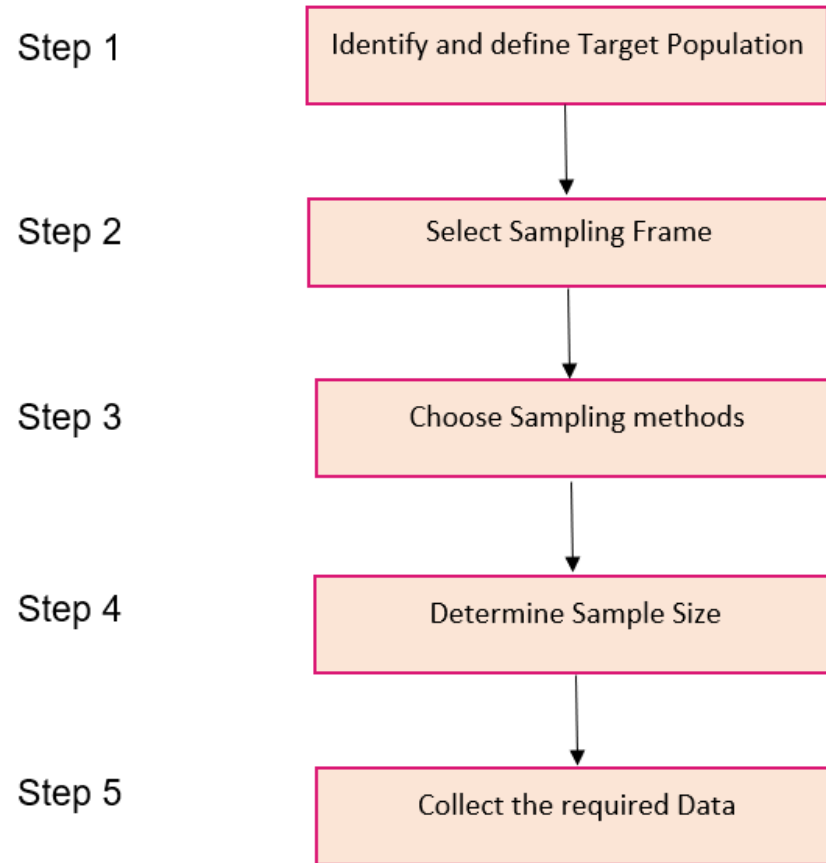 Step 1
Identify and define Target Population
Step 2
Select Sampling Frame
Step 3
Choose Sampling methods
Step 4
Determine Sample Size
Step 5
Collect the required Data